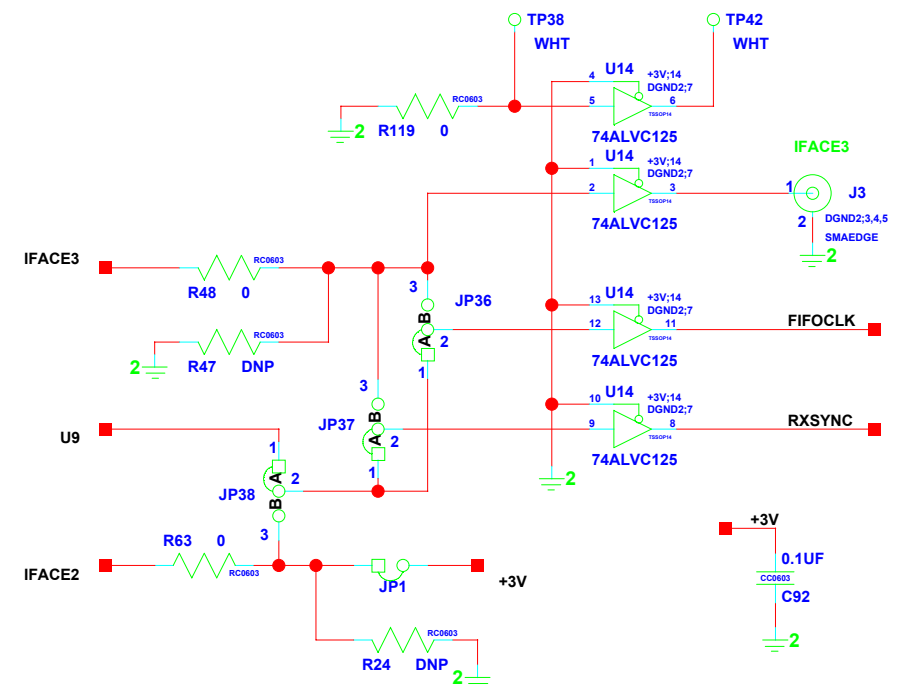 TP38
WHT
TP42
WHT
U14
+3V;14
DGND2;7
4
5
6
TSSOP14
74ALVC125
RC0603
R119 0
2
U14
+3V;14
DGND2;7
1
2
3
TSSOP14
74ALVC125
IFACE3
1
J3
2
DGND2;3,4,5
SMAEDGE
2
IFACE3
RC0603
R48 0
3
JP36
B
A
2
1
U14
+3V;14
DGND2;7
13
12
11
TSSOP14
74ALVC125
FIFOCLK
RC0603
2
R47 DNP
3
JP37
B
A
2
1
U14
+3V;14
DGND2;7
10
9
8
TSSOP14
74ALVC125
RXSYNC
2
U9
1
A
2
JP38
B
3
R63 0
RC0603
IFACE2
JP1
+3V
RC0603
R24 DNP
2
+3V
0.1UF
CC0603
C92
2